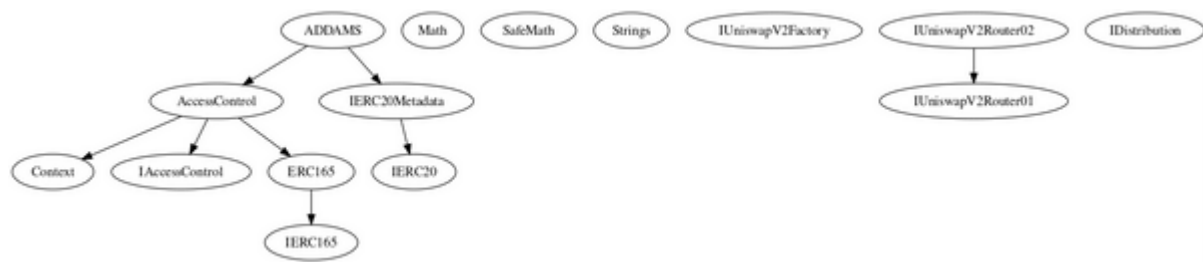 ADDAMS Math SafeMath Strings IUniswapV2Factory IUniswapV2Router02 IDistribution
AccessControl IERC20Metadata IUniswapV2Router01
Context IAccessControl ERC165 IERC20
IERC165